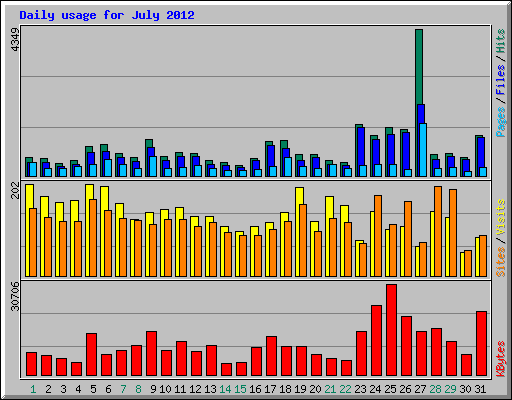 Daily usage for July 2012
4349
Pages / Files / Hits
202
Sites / Visits
30706
KBytes
1 2 3 4 5 6 7 8 9 10 11 12 13 14 15 16 17 18 19 20 21 22 23 24 25 26 27 28 29 30 31